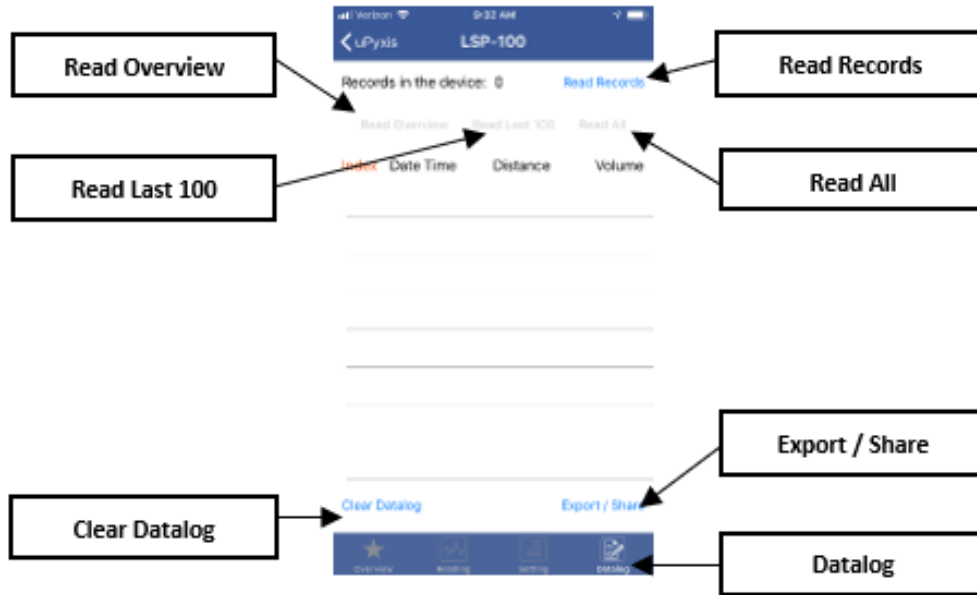 Verizon 9:32 AM
uPyxis LSP-100
Read Overview
Read Records
Records in the device: 0 Read Records
Read Overview Read Last 100 Read All
Index Date Time Distance Volume
Read Last 100
Read All
Export / Share
Clear Datalog Export / Share
Clear Datalog
Overview Reading Setting Datalog
Datalog